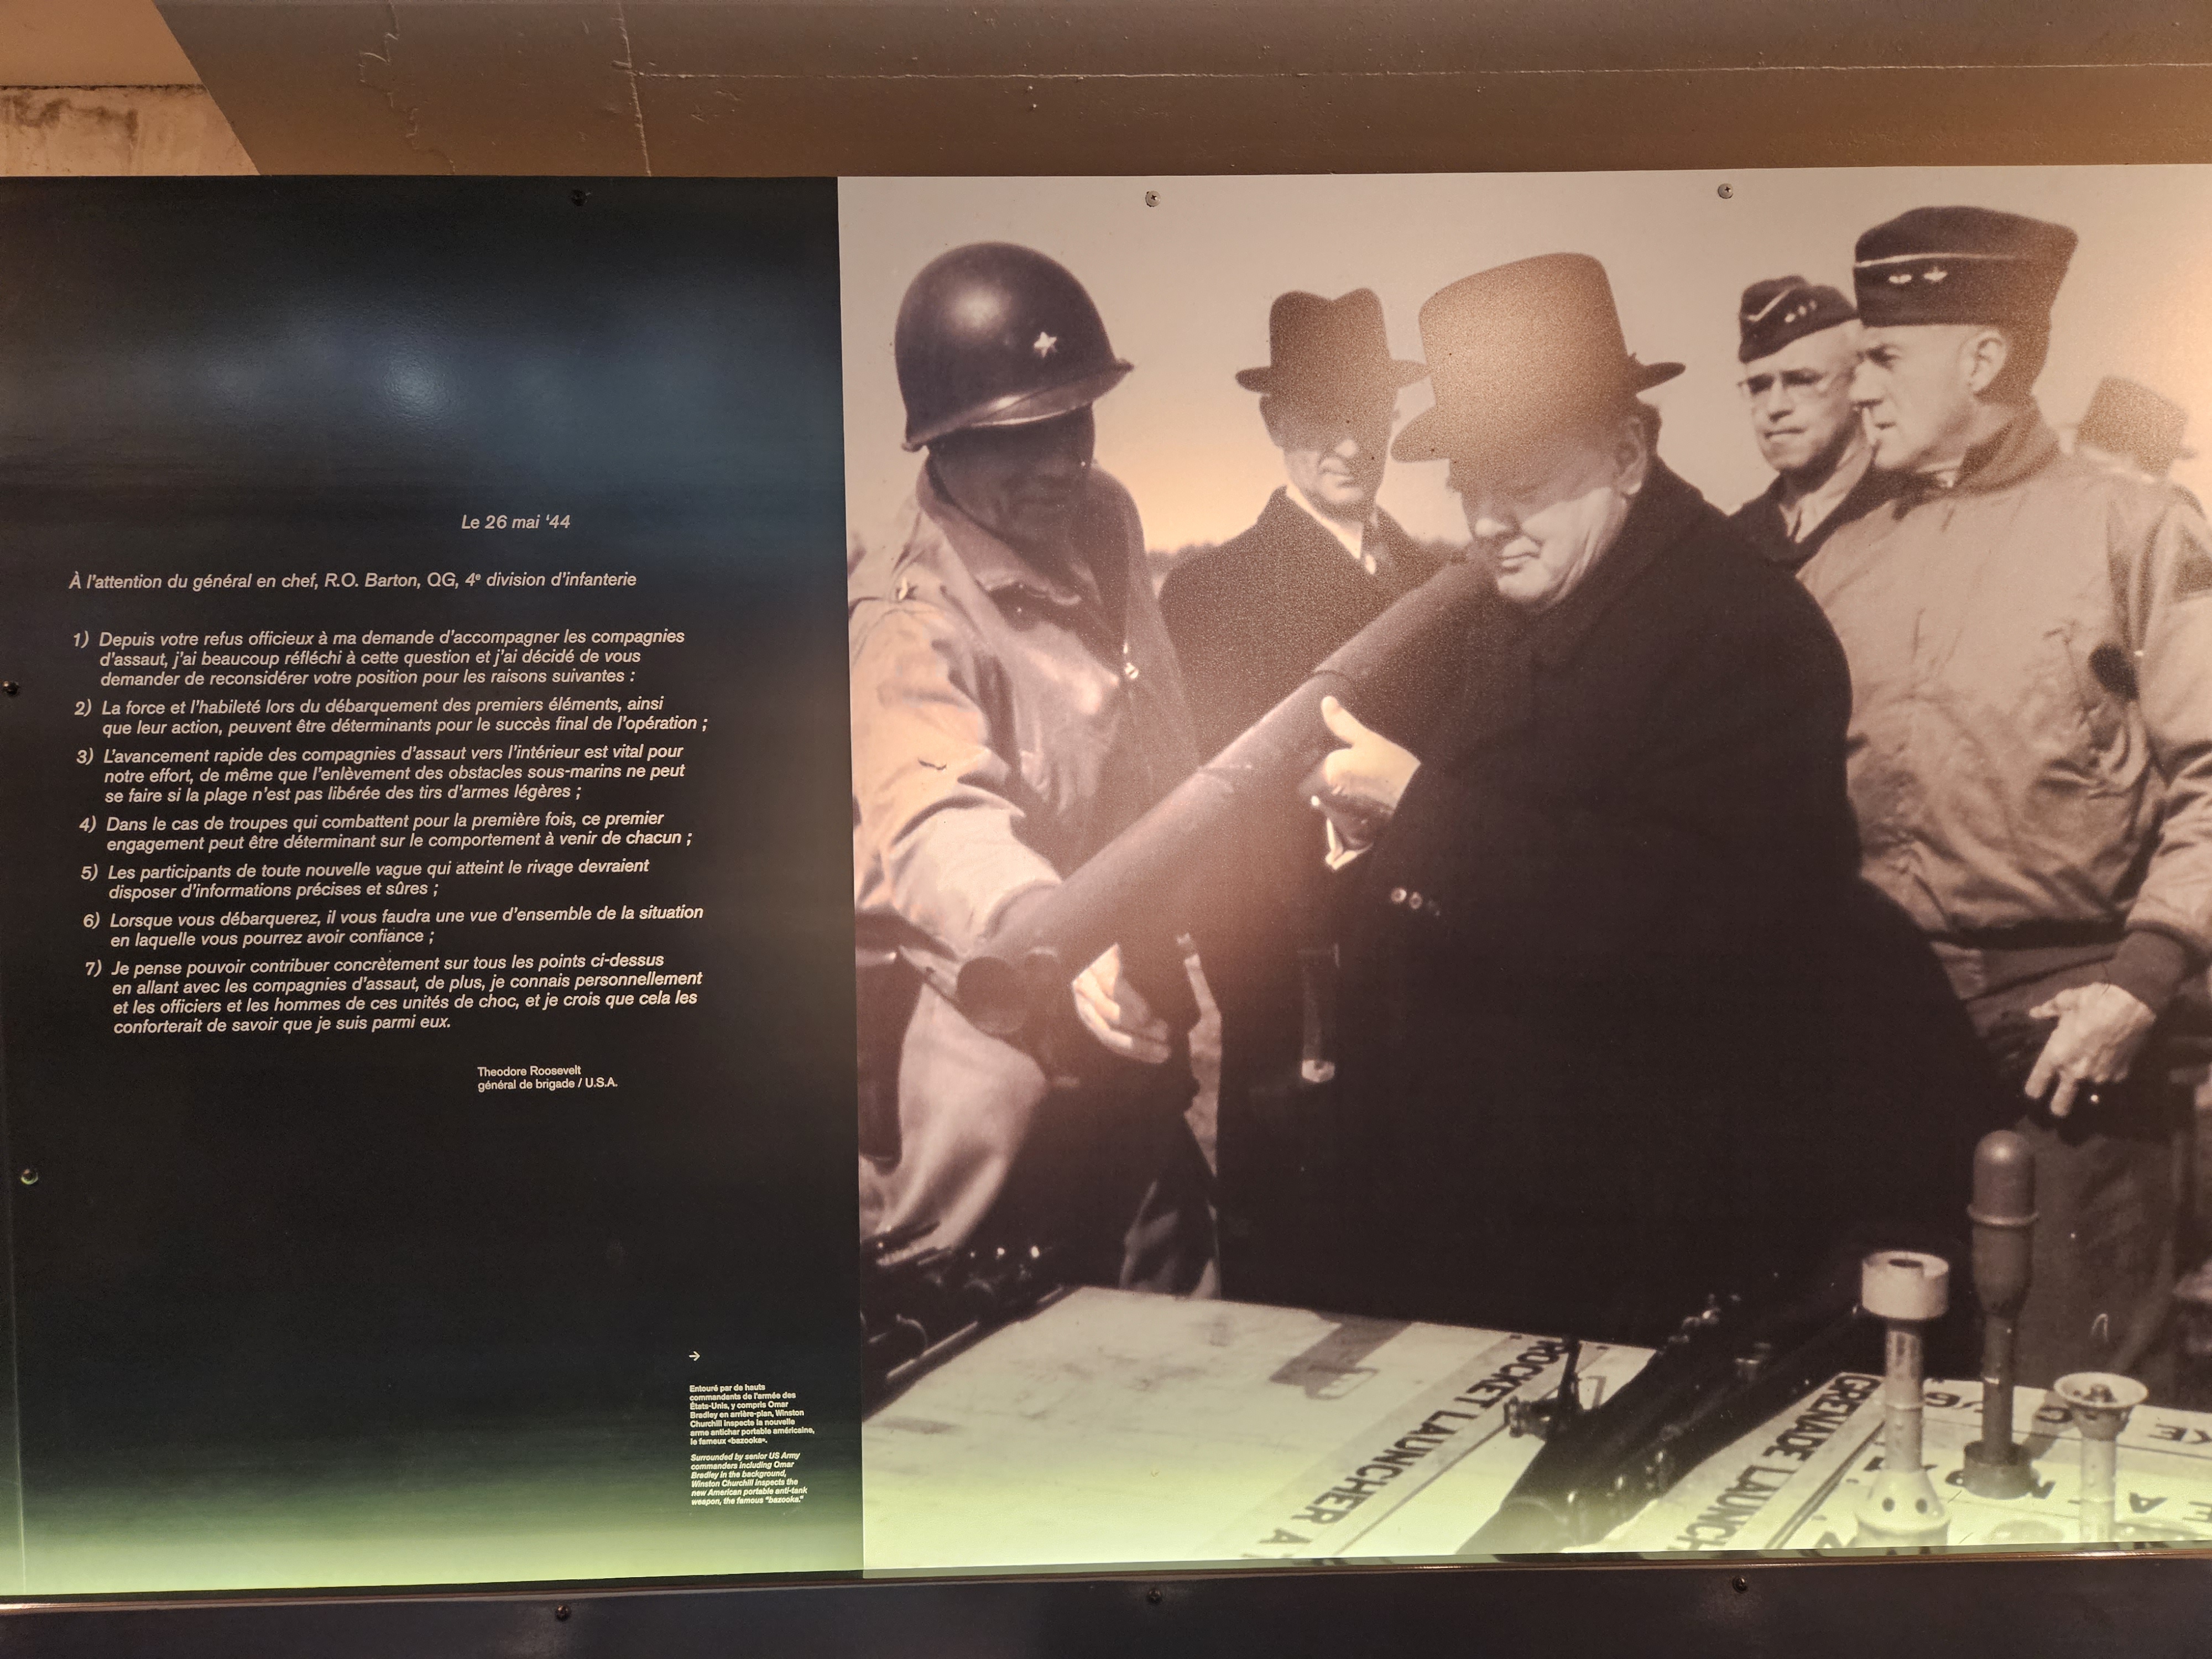 Le 26 mai '44
À l'attention du général en chef, R.O. Barton, QG, 4e division d'infanterie
1) Depuis votre refus officieux à ma demande d'accompagner les compagnies
d'assaut, j'ai beaucoup réfléchi à cette question et j'ai décidé de vous
demander de reconsidérer votre position pour les raisons suivantes :
2) La force et l'habileté lors du débarquement des premiers éléments, ainsi
que leur action, peuvent être déterminants pour le succès final de l'opération ;
3) L'avancement rapide des compagnies d'assaut vers l'intérieur est vital pour
notre effort, de même que l'enlèvement des obstacles sous-marins ne peut
se faire si la plage n'est pas libérée des tirs d'armes légères ;
4) Dans le cas de troupes qui combattent pour la première fois, ce premier
engagement peut être déterminant sur le comportement à venir de chacun ;
5) Les participants de toute nouvelle vague qui atteint le rivage devraient
disposer d'informations précises et sûres ;
6) Lorsque vous débarquerez, il vous faudra une vue d'ensemble de la situation
en laquelle vous pourrez avoir confiance ;
7) Je pense pouvoir contribuer concrètement sur tous les points ci-dessus
en allant avec les compagnies d'assaut, de plus, je connais personnellement
et les officiers et les hommes de ces unités de choc, et je crois que cela les
conforterait de savoir que je suis parmi eux.
Theodore Roosevelt
général de brigade / U.S.A.
→
Entouré par de hauts
commandants de l'armée des
États-Unis, y compris Omar
Bradley en arrière-plan, Winston
Churchill inspecte la nouvelle
arme antichar portable américaine,
le fameux «bazooka».
Surrounded by senior US Army
commanders including Omar
Bradley in the background,
Winston Churchill inspects the
new American portable anti-tank
weapon, the famous "bazooka."
ROCKET LAUNCHER
GRENADE LAUNCH